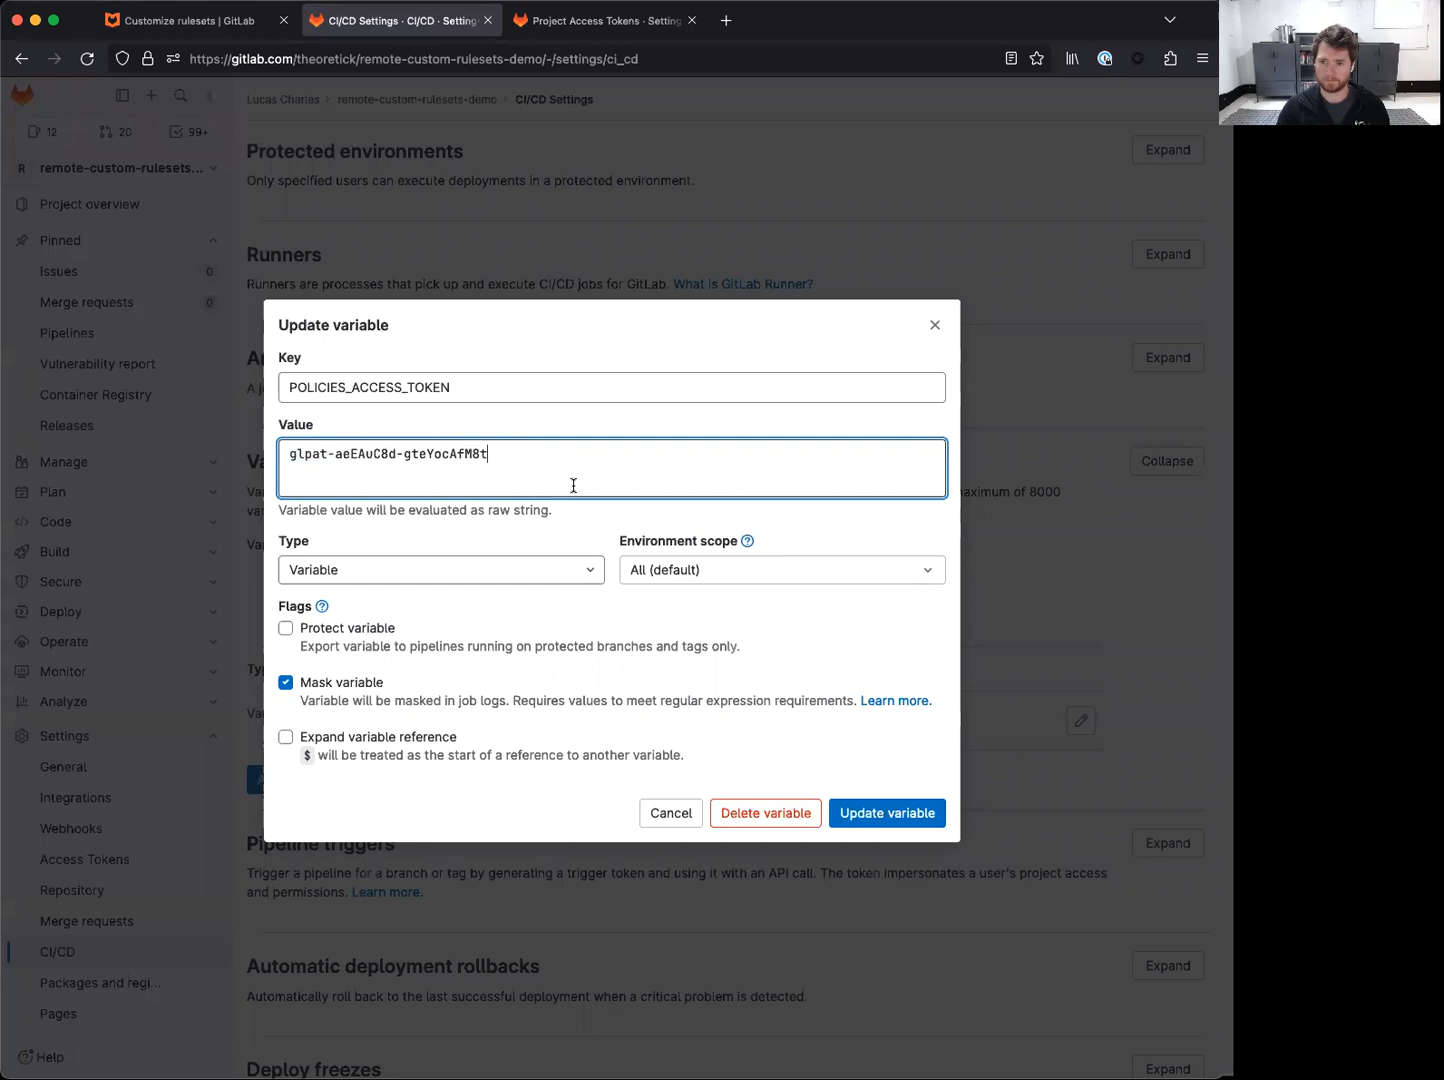 Customize rulesets | GitLab
CI/CD Settings · CI/CD · Setting
Project Access Tokens · Setting
https://gitlab.com/theoretick/remote-custom-rulesets-demo/-/settings/ci_cd
12
20
99+
R remote-custom-rulesets...
Project overview
Pinned
Issues 0
Merge requests 0
Pipelines
Vulnerability report
Container Registry
Releases
Manage
Plan
Code
Build
Secure
Deploy
Operate
Monitor
Analyze
Settings
General
Integrations
Webhooks
Access Tokens
Repository
Merge requests
CI/CD
Packages and regi...
Pages
Help
Lucas Charles > remote-custom-rulesets-demo > CI/CD Settings
Protected environments
Expand
Only specified users can execute deployments in a protected environment.
Runners
Expand
Runners are processes that pick up and execute CI/CD jobs for GitLab. What is GitLab Runner?
Expand
Collapse
maximum of 8000
Update variable
Key
POLICIES_ACCESS_TOKEN
Value
glpat-aeEAuC8d-gteYocAfM8t
Variable value will be evaluated as raw string.
Type
Variable
Environment scope
All (default)
Flags
Protect variable
Export variable to pipelines running on protected branches and tags only.
Mask variable
Variable will be masked in job logs. Requires values to meet regular expression requirements. Learn more.
Expand variable reference
$ will be treated as the start of a reference to another variable.
Cancel
Delete variable
Update variable
Pipeline triggers
Expand
Trigger a pipeline for a branch or tag by generating a trigger token and using it with an API call. The token impersonates a user's project access
and permissions. Learn more.
Automatic deployment rollbacks
Expand
Automatically roll back to the last successful deployment when a critical problem is detected.
Deploy freezes
Expand